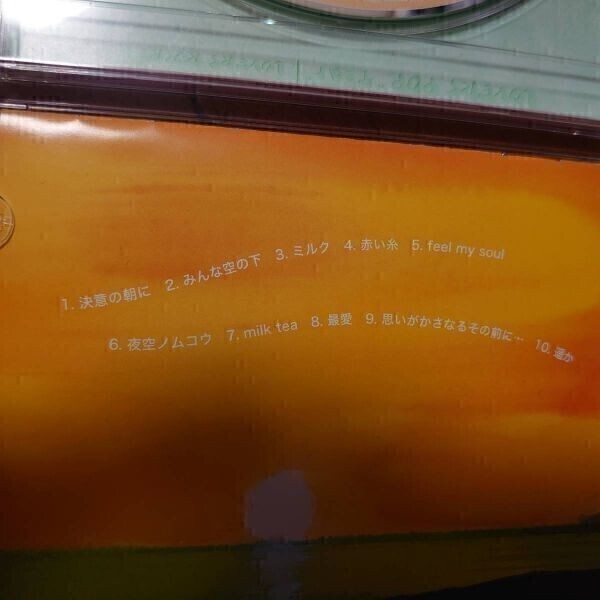 1. 決意の朝に 2. みんな空の下 3. ミルク 4. 赤い糸 5. feel my soul
6. 夜空ノムコウ 7. milk tea 8. 最愛 9. 思いがかさなるその前に… 10. 遥か